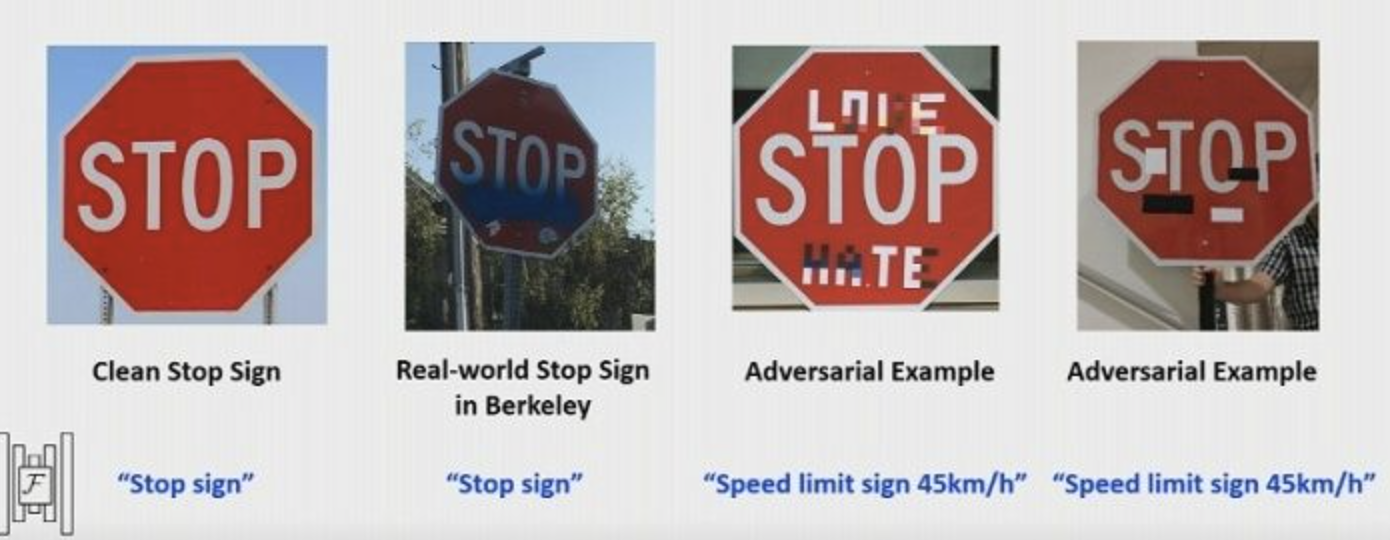 STOP
STOP
LOVE
STOP
HATE
STOP
Clean Stop Sign
Real-world Stop Sign
in Berkeley
Adversarial Example
Adversarial Example
F
“Stop sign”
“Stop sign”
“Speed limit sign 45km/h”
“Speed limit sign 45km/h”